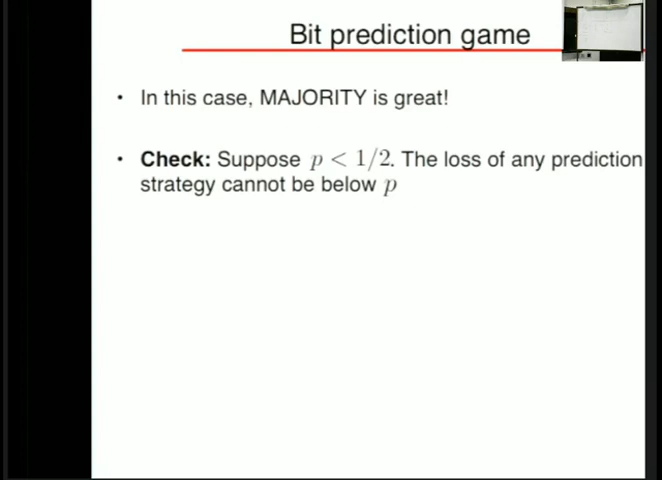 Bit prediction game
• In this case, MAJORITY is great!
• Check: Suppose p < 1/2. The loss of any prediction
strategy cannot be below p